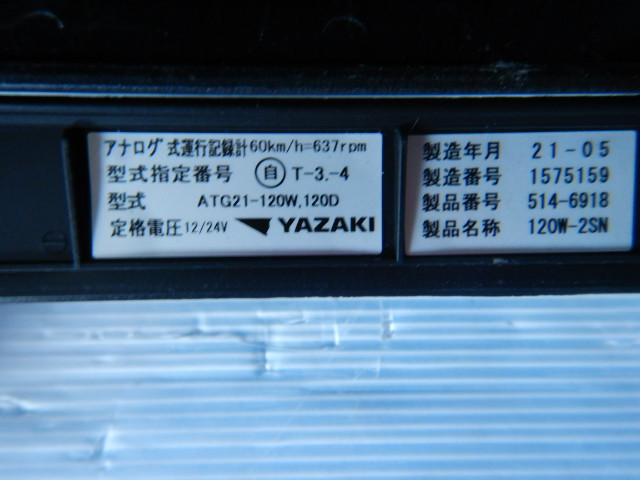 アナログ式運行記録計60km/h=637rpm
型式指定番号 自 T-3.-4
型式 ATG21-120W,120D
定格電圧12/24V YAZAKI
製造年月 21-05
製造番号 1575159
製品番号 514-6918
製品名称 120W-2SN